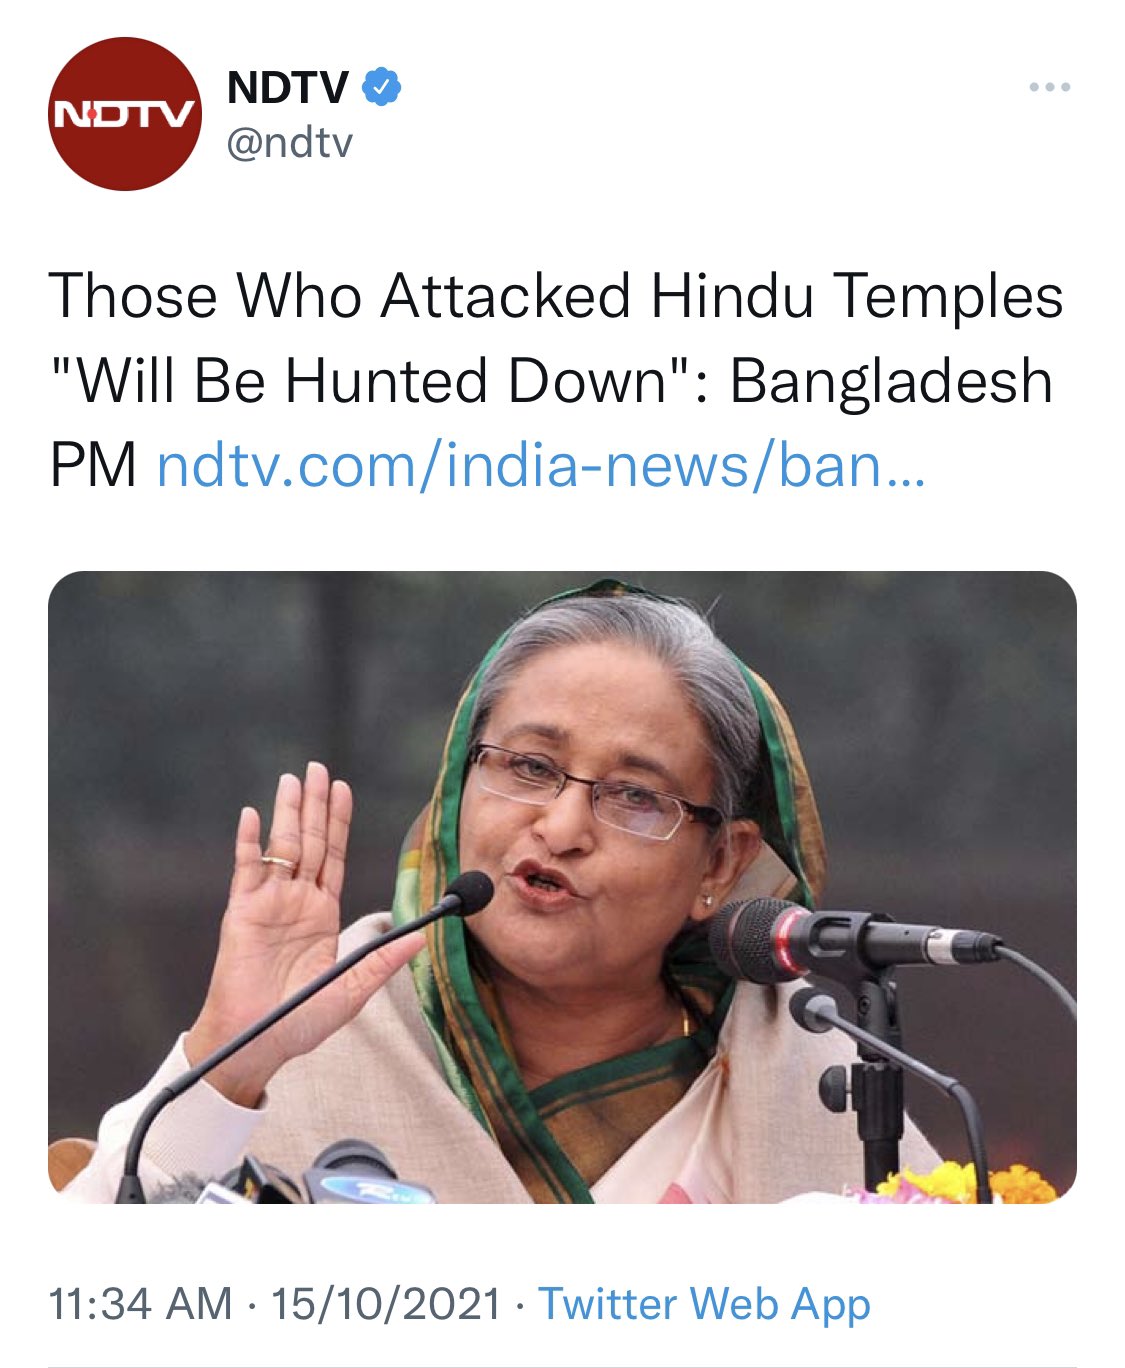 NDTV
NDTV
@ndtv
Those Who Attacked Hindu Temples
"Will Be Hunted Down": Bangladesh
PM ndtv.com/india-news/ban...
11:34 AM · 15/10/2021 · Twitter Web App